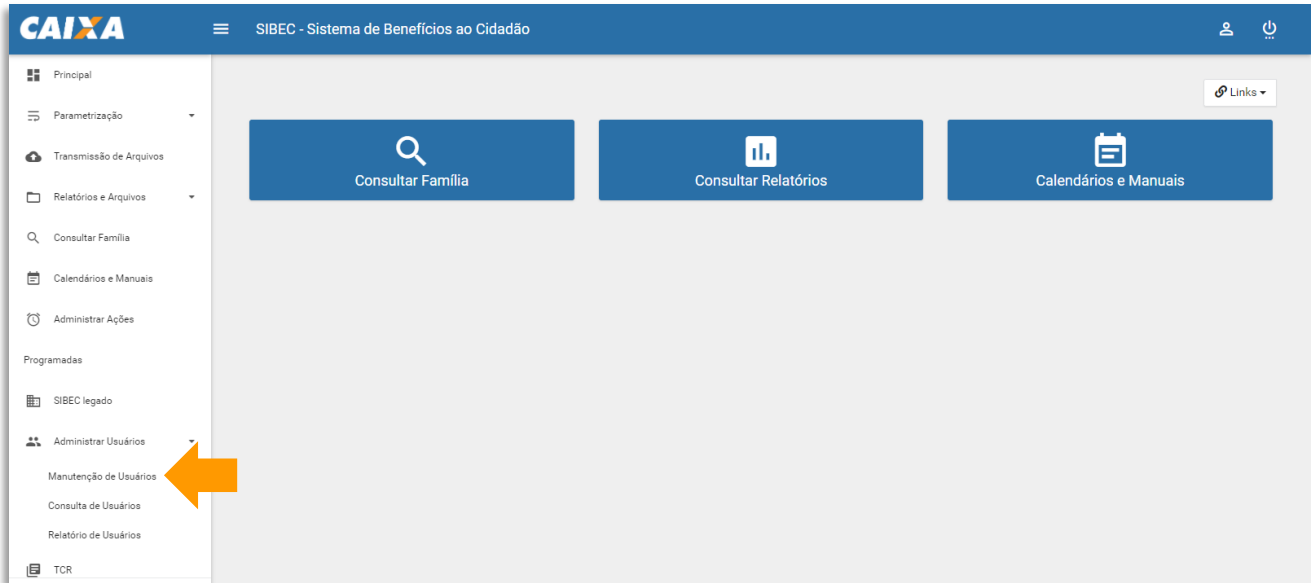 CAIXA
SIBEC - Sistema de Benefícios ao Cidadão
Principal
Parametrização
Transmissão de Arquivos
Relatórios e Arquivos
Consultar Família
Calendários e Manuais
Administrar Ações
Programadas
SIBEC legado
Administrar Usuários
Manutenção de Usuários
Consulta de Usuários
Relatório de Usuários
TCR
Links
Consultar Família
Consultar Relatórios
Calendários e Manuais